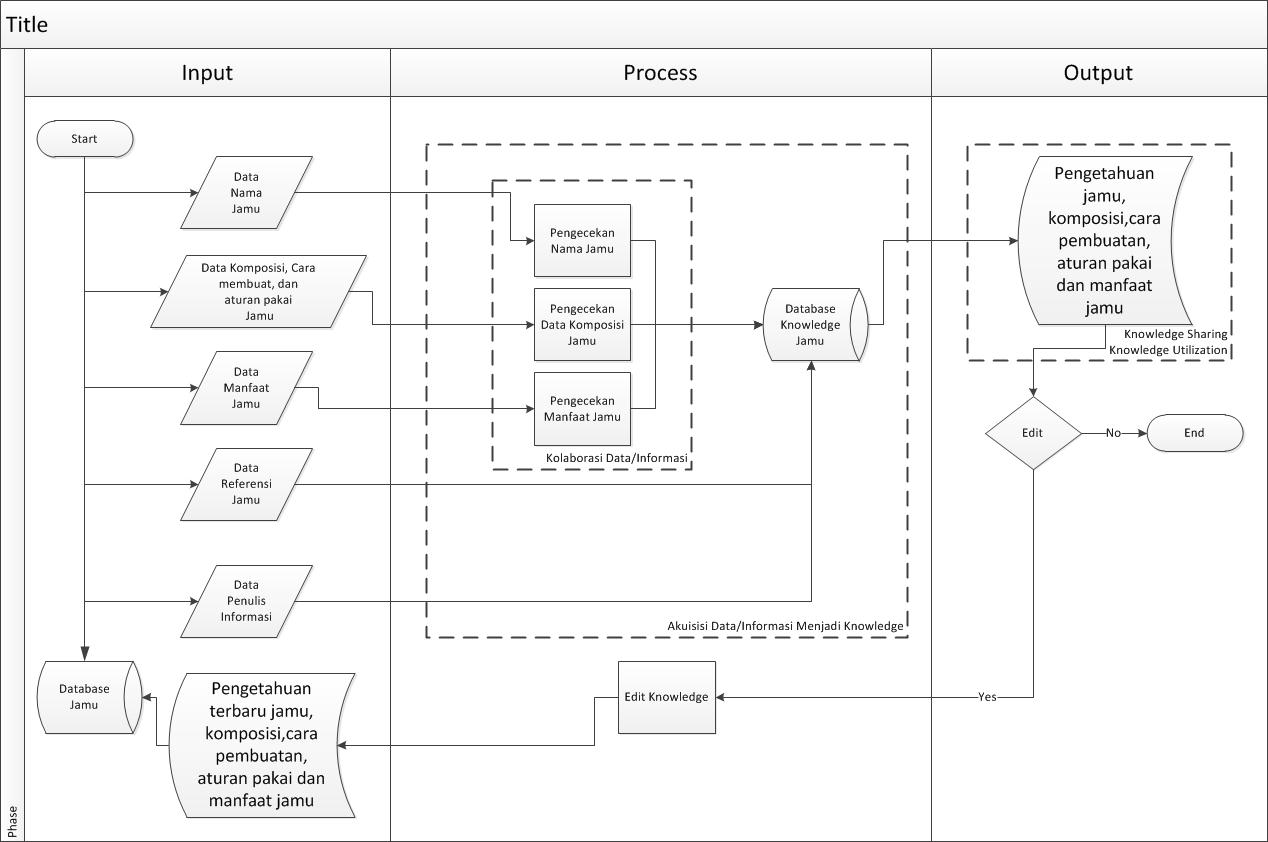 Title
Input
Process
Output
Start
Data
Nama
Jamu
Data Komposisi, Cara
membuat, dan
aturan pakai
Jamu
Data
Manfaat
Jamu
Data
Referensi
Jamu
Data
Penulis
Informasi
Database
Jamu
Pengetahuan
terbaru jamu,
komposisi,cara
pembuatan,
aturan pakai dan
manfaat jamu
Pengecekan
Nama Jamu
Pengecekan
Data Komposisi
Jamu
Pengecekan
Manfaat Jamu
Kolaborasi Data/Informasi
Database
Knowledge
Jamu
Akuisisi Data/Informasi Menjadi Knowledge
Edit Knowledge
Pengetahuan
jamu,
komposisi,cara
pembuatan,
aturan pakai
dan manfaat
jamu
Knowledge Sharing
Knowledge Utilization
Edit
No
End
Yes
Phase